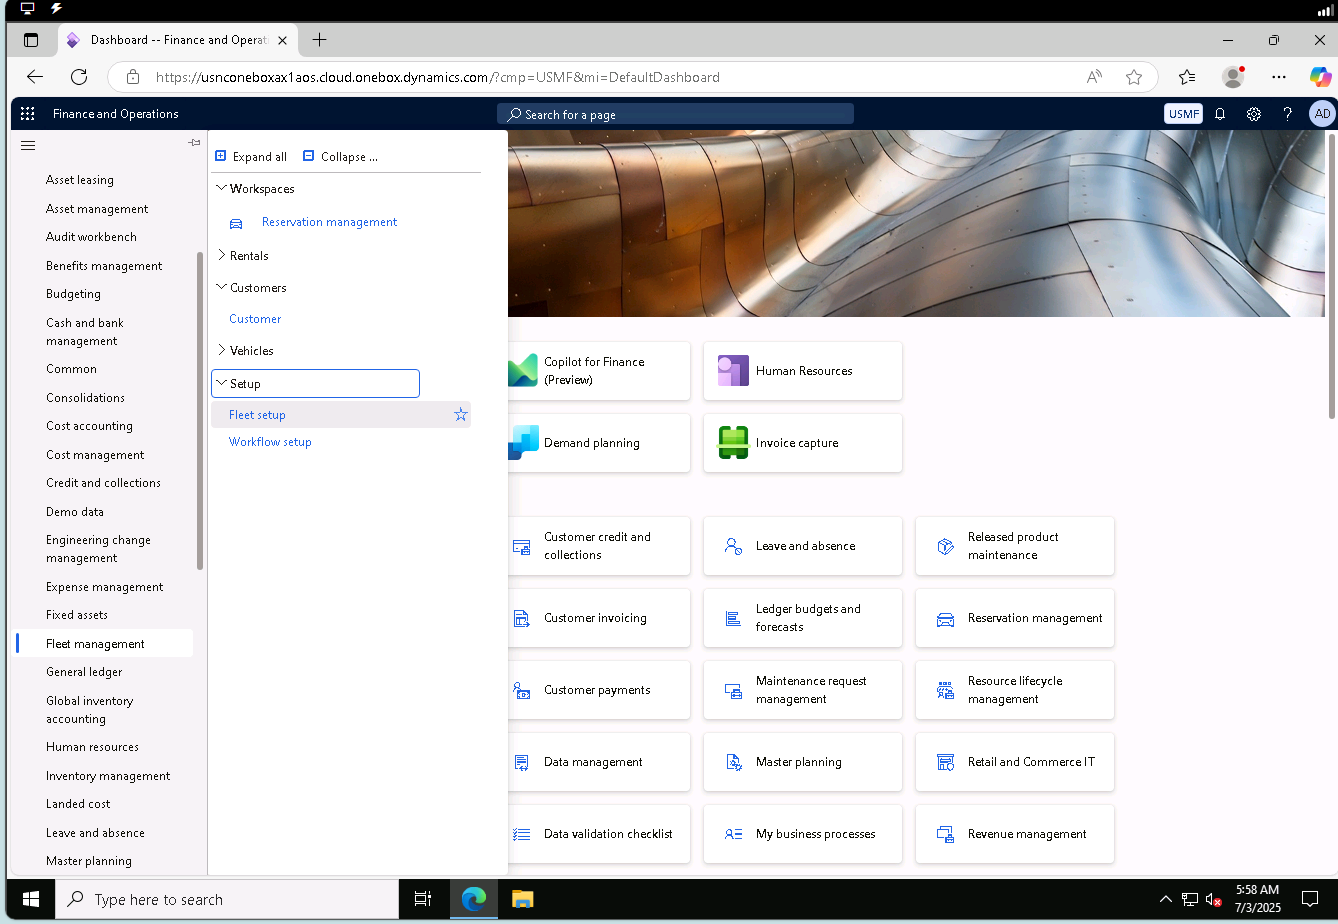 Dashboard -- Finance and Operati
https://usnconeboxax1aos.cloud.onebox.dynamics.com/?cmp=USMF&mi=DefaultDashboard
Finance and Operations
Search for a page
USMF
AD
Asset leasing
Asset management
Audit workbench
Benefits management
Budgeting
Cash and bank
management
Common
Consolidations
Cost accounting
Cost management
Credit and collections
Demo data
Engineering change
management
Expense management
Fixed assets
Fleet management
General ledger
Global inventory
accounting
Human resources
Inventory management
Landed cost
Leave and absence
Master planning
Expand all
Collapse ...
Workspaces
Reservation management
Rentals
Customers
Customer
Vehicles
Setup
Fleet setup
Workflow setup
Copilot for Finance
(Preview)
Human Resources
Demand planning
Invoice capture
Customer credit and
collections
Leave and absence
Released product
maintenance
Customer invoicing
Ledger budgets and
forecasts
Reservation management
Customer payments
Maintenance request
management
Resource lifecycle
management
Data management
Master planning
Retail and Commerce IT
Data validation checklist
My business processes
Revenue management
Type here to search
5:58 AM
7/3/2025